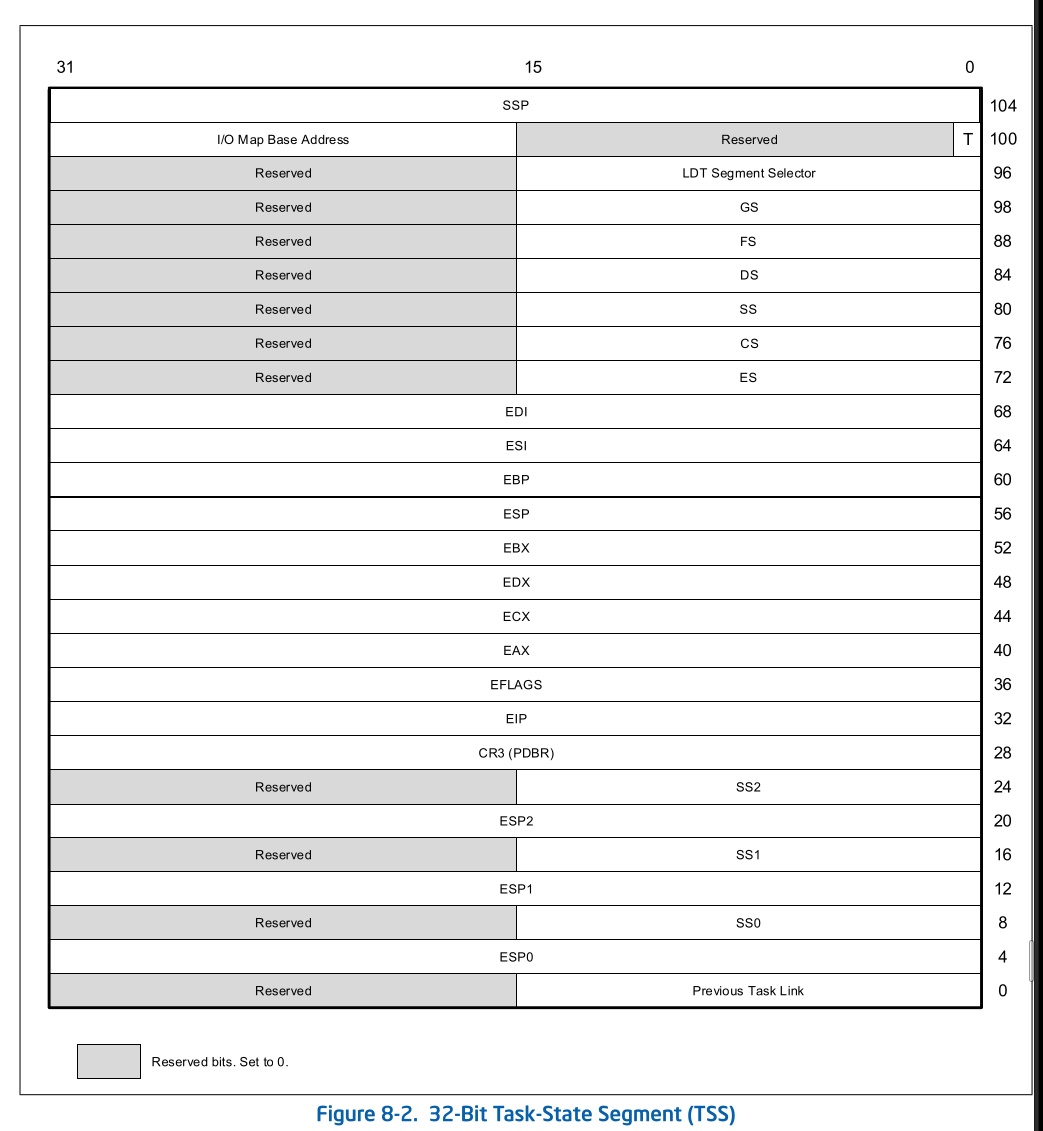 31 15 0
SSP 104
I/O Map Base Address Reserved T 100
Reserved LDT Segment Selector 96
Reserved GS 98
Reserved FS 88
Reserved DS 84
Reserved SS 80
Reserved CS 76
Reserved ES 72
EDI 68
ESI 64
EBP 60
ESP 56
EBX 52
EDX 48
ECX 44
EAX 40
EFLAGS 36
EIP 32
CR3 (PDBR) 28
Reserved SS2 24
ESP2 20
Reserved SS1 16
ESP1 12
Reserved SS0 8
ESP0 4
Reserved Previous Task Link 0
Reserved bits. Set to 0.
Figure 8-2. 32-Bit Task-State Segment (TSS)